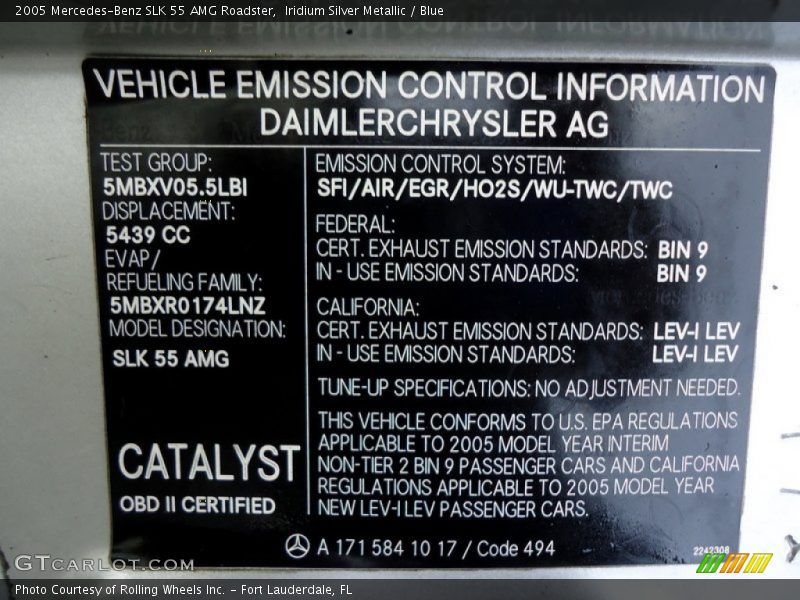 2005 Mercedes-Benz SLK 55 AMG Roadster,  Iridium Silver Metallic / Blue
VEHICLE EMISSION CONTROL INFORMATION
DAIMLERCHRYSLER AG
TEST GROUP:
5MBXV05.5LBI
DISPLACEMENT:
5439 CC
EVAP/
REFUELING FAMILY:
5MBXR0174LNZ
MODEL DESIGNATION:
SLK 55 AMG
CATALYST
OBD II CERTIFIED
EMISSION CONTROL SYSTEM:
SFI/AIR/EGR/HO2S/WU-TWC/TWC
FEDERAL:
CERT. EXHAUST EMISSION STANDARDS: BIN 9
IN - USE EMISSION STANDARDS: BIN 9
CALIFORNIA:
CERT. EXHAUST EMISSION STANDARDS: LEV-I LEV
IN - USE EMISSION STANDARDS: LEV-I LEV
TUNE-UP SPECIFICATIONS: NO ADJUSTMENT NEEDED.
THIS VEHICLE CONFORMS TO U.S. EPA REGULATIONS
APPLICABLE TO 2005 MODEL YEAR INTERIM
NON-TIER 2 BIN 9 PASSENGER CARS AND CALIFORNIA
REGULATIONS APPLICABLE TO 2005 MODEL YEAR
NEW LEV-I LEV PASSENGER CARS.
A 171 584 10 17 / Code 494
2242308
GTCarLot.com
Photo Courtesy of Rolling Wheels Inc. - Fort Lauderdale, FL